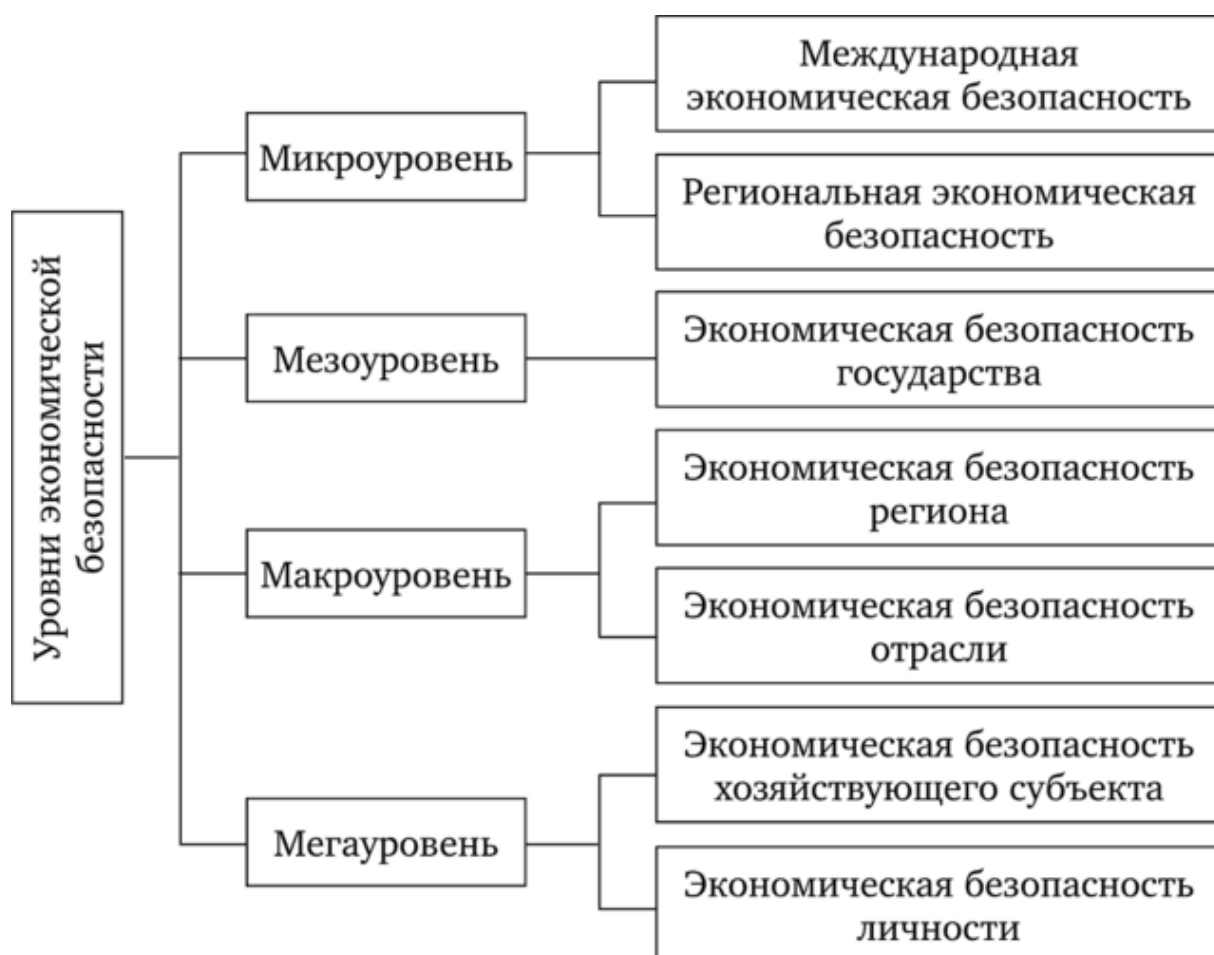 Уровни экономической
безопасности
Микроуровень
Международная
экономическая безопасность
Региональная экономическая
безопасность
Мезоуровень
Экономическая безопасность
государства
Макроуровень
Экономическая безопасность
региона
Экономическая безопасность
отрасли
Мегауровень
Экономическая безопасность
хозяйствующего субъекта
Экономическая безопасность
личности